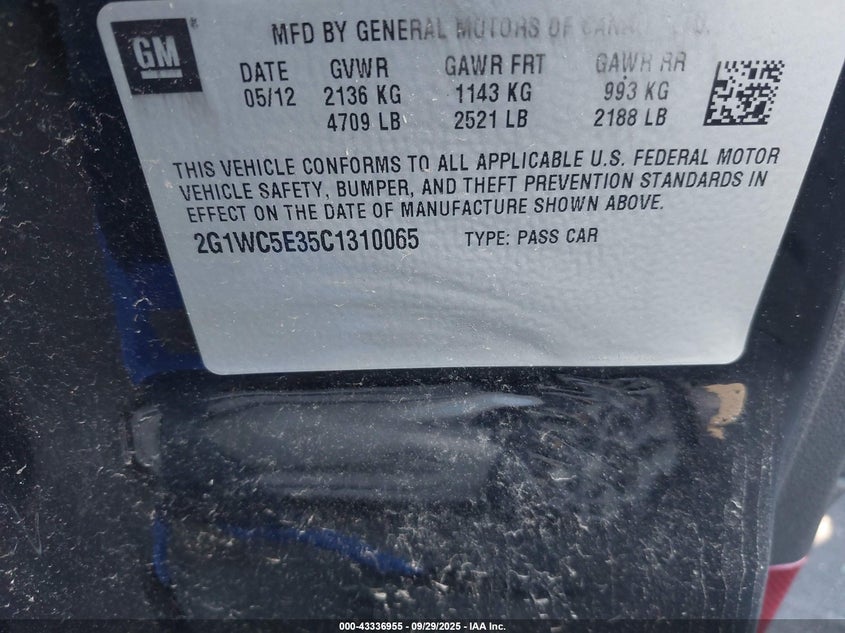 GM
MFD BY GENERAL MOTORS OF CANADA LTD.
DATE GVWR GAWR FRT GAWR RR
05/12 2136 KG 1143 KG 993 KG
4709 LB 2521 LB 2188 LB
THIS VEHICLE CONFORMS TO ALL APPLICABLE U.S. FEDERAL MOTOR
VEHICLE SAFETY, BUMPER, AND THEFT PREVENTION STANDARDS IN
EFFECT ON THE DATE OF MANUFACTURE SHOWN ABOVE.
2G1WC5E35C1310065 TYPE: PASS CAR
000-43336955 - 09/29/2025 - IAA Inc.